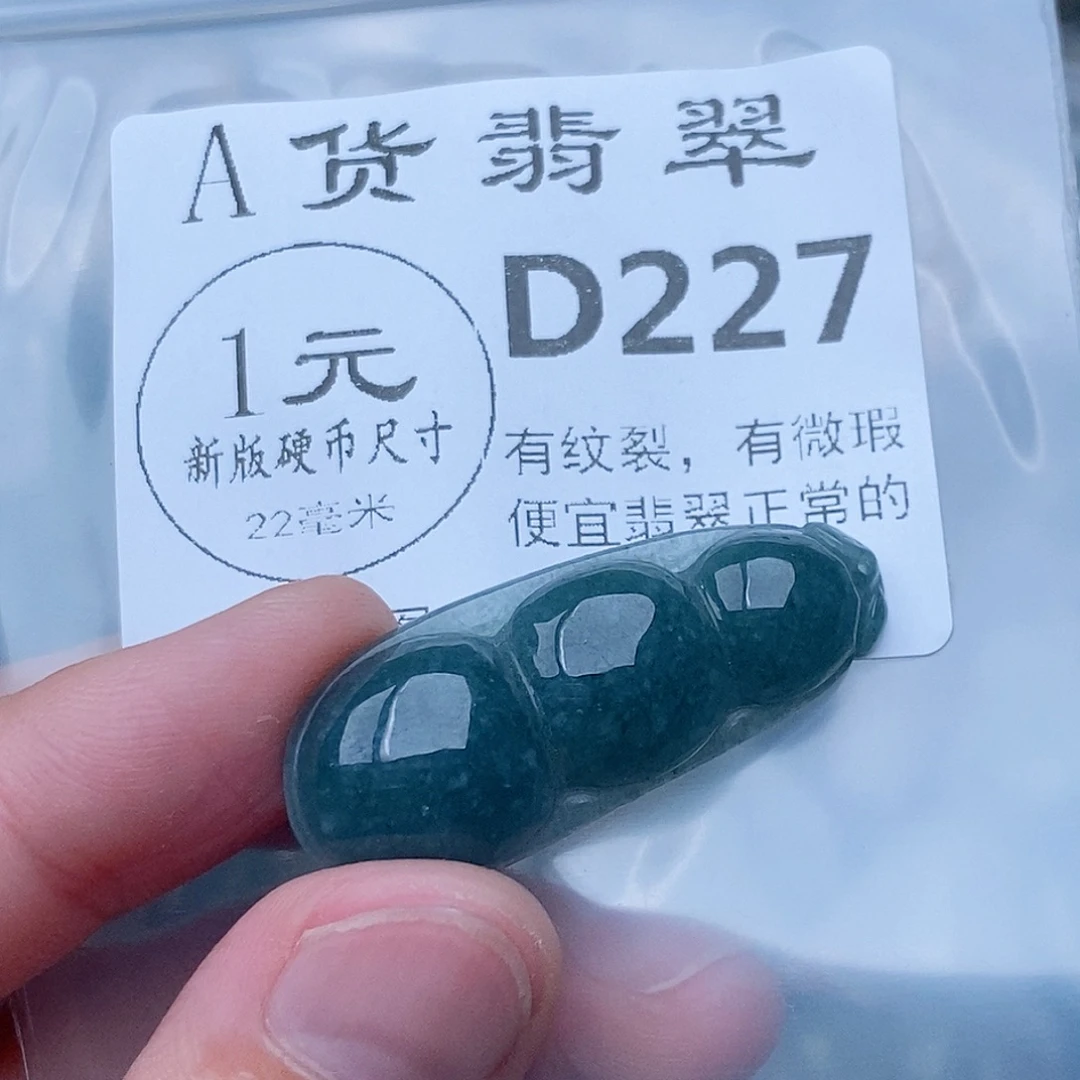 A货翡翠
D227
1元
新版硬币尺寸
22毫米
有纹裂，有微瑕
便宜翡翠正常的